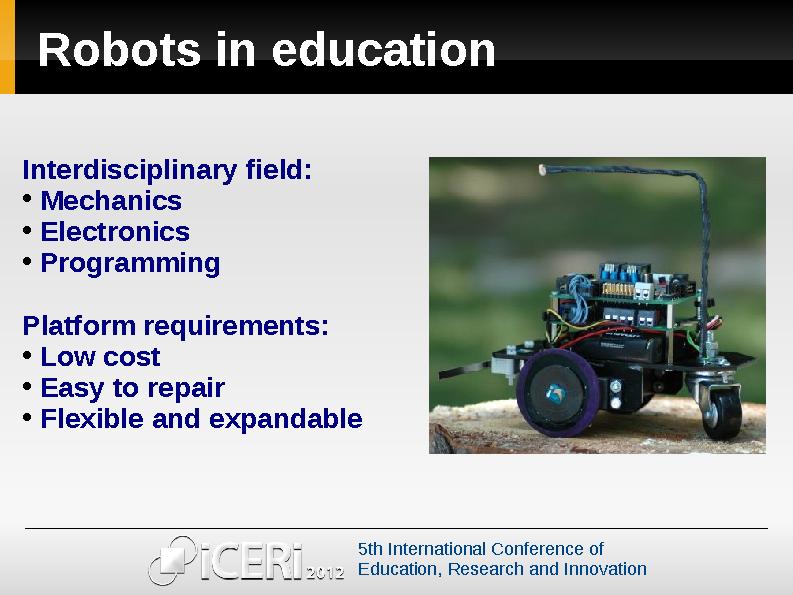 Robots in education
Interdisciplinary field:
• Mechanics
• Electronics
• Programming
Platform requirements:
• Low cost
• Easy to repair
• Flexible and expandable
iCERi 2012
5th International Conference of
Education, Research and Innovation